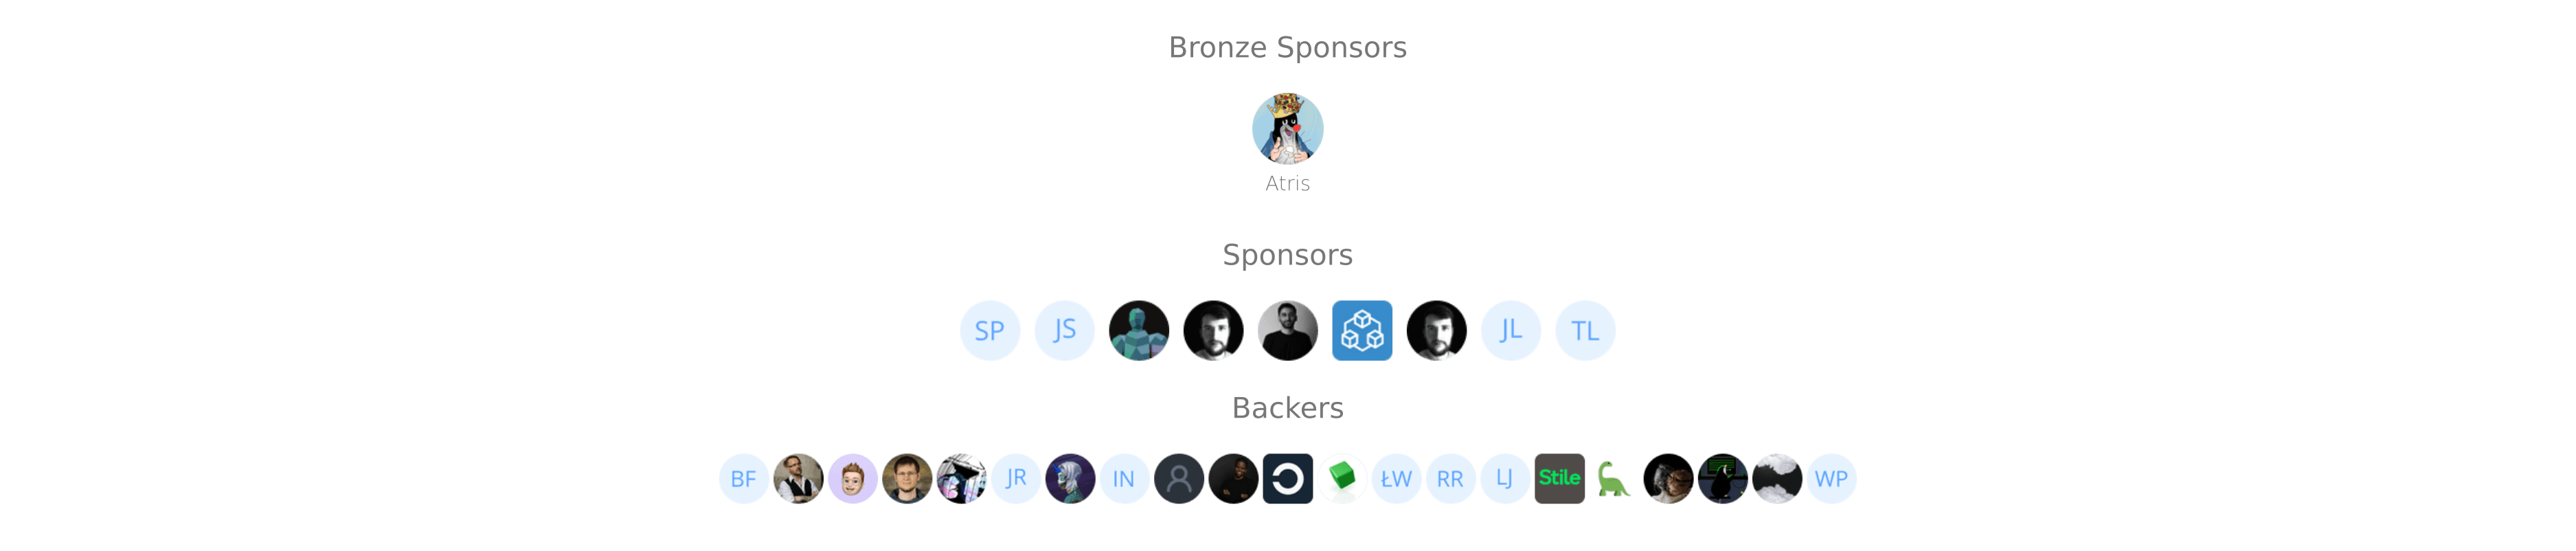 Bronze Sponsors
Atris
Sponsors
SP JS JL TL
Backers
BF JR IN ŁW RR LJ Stile WP